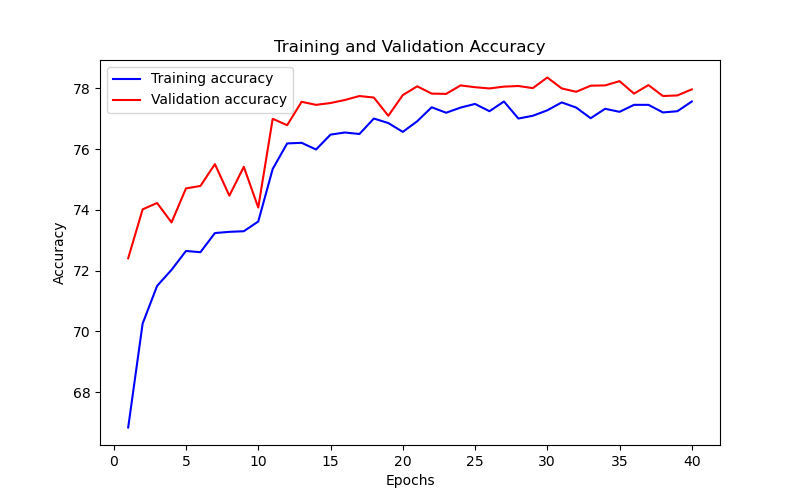 Training and Validation Accuracy
Training accuracy
Validation accuracy
78
76
74
72
70
68
Accuracy
0 5 10 15 20 25 30 35 40
Epochs